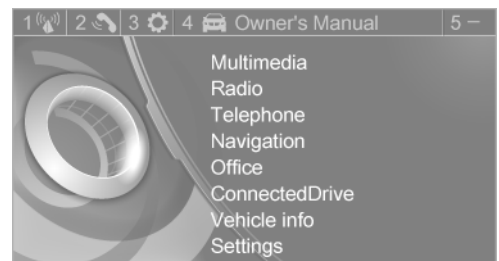 1 2 3 4 Owner's Manual 5 –
Multimedia
Radio
Telephone
Navigation
Office
ConnectedDrive
Vehicle info
Settings